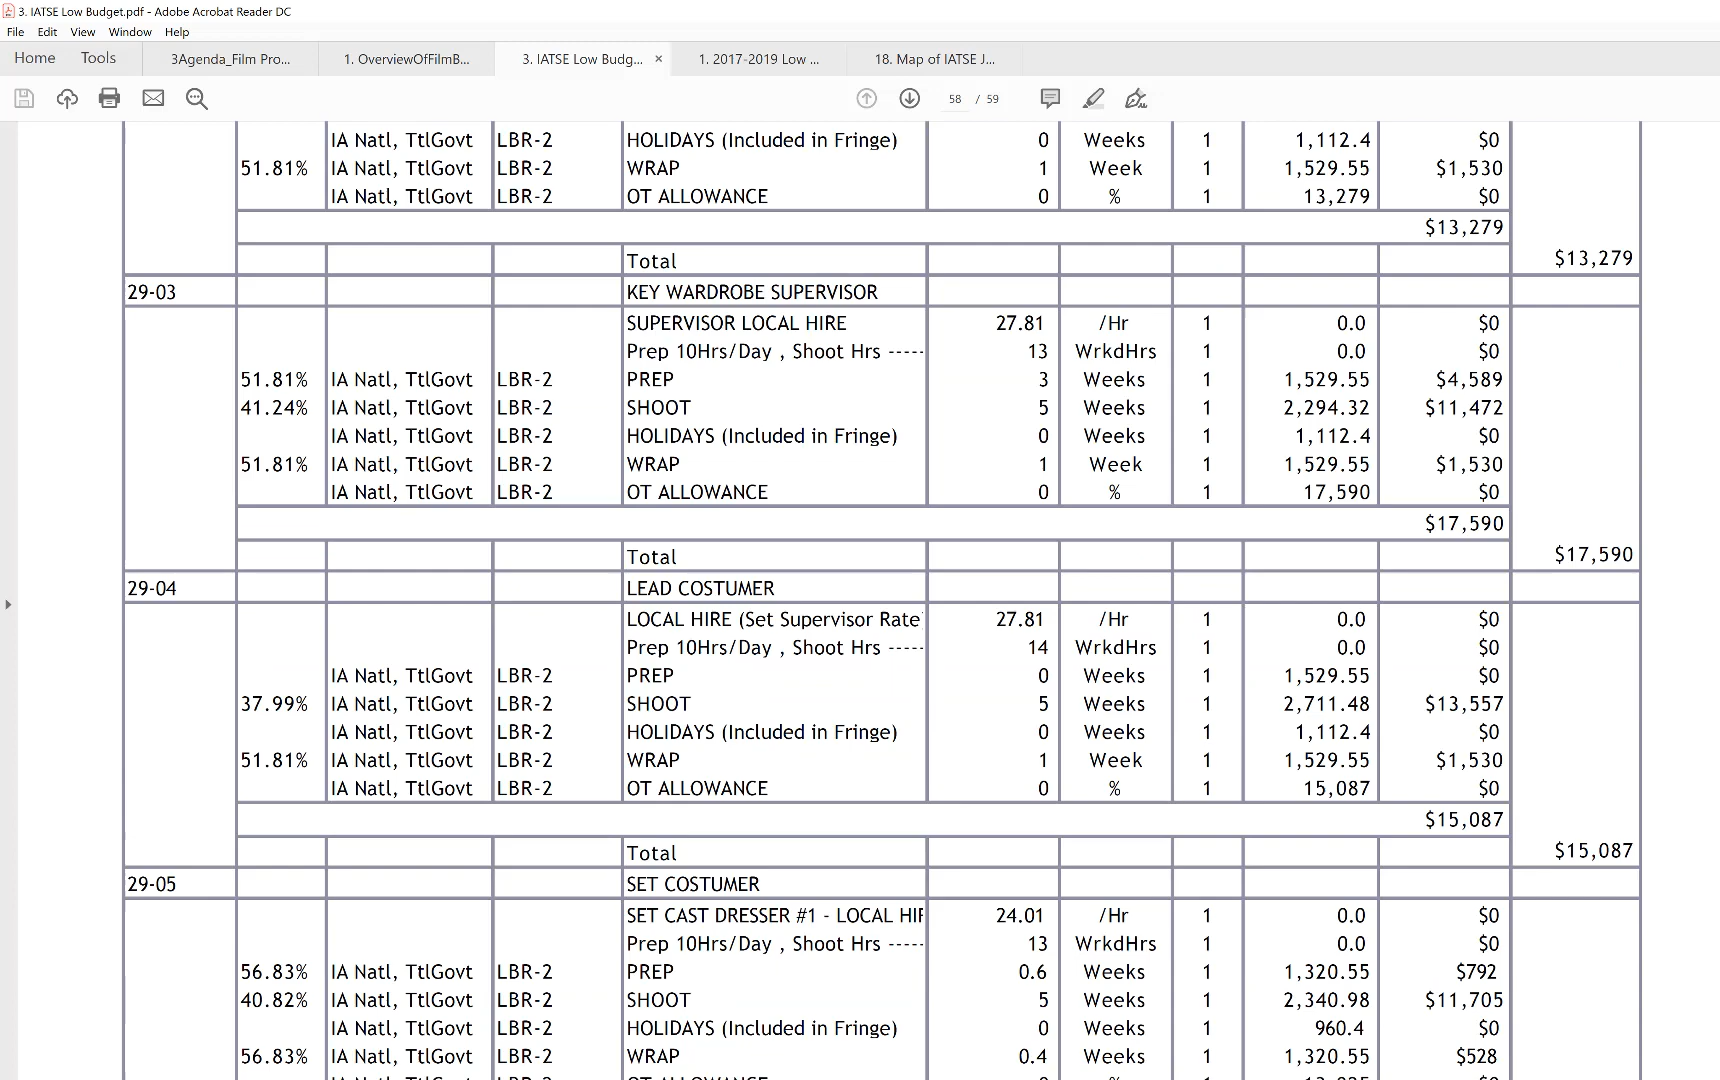 3. IATSE Low Budget.pdf - Adobe Acrobat Reader DC
File Edit View Window Help
Home Tools 3Agenda_Film Pro... 1. OverviewOfFilmB... 3. IATSE Low Budg... × 1. 2017-2019 Low ... 18. Map of IATSE J...
58 / 59
IA Natl, TtlGovt LBR-2 HOLIDAYS (Included in Fringe) 0 Weeks 1 1,112.4 $0
51.81% IA Natl, TtlGovt LBR-2 WRAP 1 Week 1 1,529.55 $1,530
IA Natl, TtlGovt LBR-2 OT ALLOWANCE 0 % 1 13,279 $0
$13,279
Total $13,279
29-03 KEY WARDROBE SUPERVISOR
SUPERVISOR LOCAL HIRE 27.81 /Hr 1 0.0 $0
Prep 10Hrs/Day , Shoot Hrs ----- 13 WrkdHrs 1 0.0 $0
51.81% IA Natl, TtlGovt LBR-2 PREP 3 Weeks 1 1,529.55 $4,589
41.24% IA Natl, TtlGovt LBR-2 SHOOT 5 Weeks 1 2,294.32 $11,472
IA Natl, TtlGovt LBR-2 HOLIDAYS (Included in Fringe) 0 Weeks 1 1,112.4 $0
51.81% IA Natl, TtlGovt LBR-2 WRAP 1 Week 1 1,529.55 $1,530
IA Natl, TtlGovt LBR-2 OT ALLOWANCE 0 % 1 17,590 $0
$17,590
Total $17,590
29-04 LEAD COSTUMER
LOCAL HIRE (Set Supervisor Rate 27.81 /Hr 1 0.0 $0
Prep 10Hrs/Day , Shoot Hrs ----- 14 WrkdHrs 1 0.0 $0
IA Natl, TtlGovt LBR-2 PREP 0 Weeks 1 1,529.55 $0
37.99% IA Natl, TtlGovt LBR-2 SHOOT 5 Weeks 1 2,711.48 $13,557
IA Natl, TtlGovt LBR-2 HOLIDAYS (Included in Fringe) 0 Weeks 1 1,112.4 $0
51.81% IA Natl, TtlGovt LBR-2 WRAP 1 Week 1 1,529.55 $1,530
IA Natl, TtlGovt LBR-2 OT ALLOWANCE 0 % 1 15,087 $0
$15,087
Total $15,087
29-05 SET COSTUMER
SET CAST DRESSER #1 - LOCAL 24.01 /Hr 1 0.0 $0
Prep 10Hrs/Day , Shoot Hrs ----- 13 WrkdHrs 1 0.0 $0
56.83% IA Natl, TtlGovt LBR-2 PREP 0.6 Weeks 1 1,320.55 $792
40.82% IA Natl, TtlGovt LBR-2 SHOOT 5 Weeks 1 2,340.98 $11,705
IA Natl, TtlGovt LBR-2 HOLIDAYS (Included in Fringe) 0 Weeks 1 960.4 $0
56.83% IA Natl, TtlGovt LBR-2 WRAP 0.4 Weeks 1 1,320.55 $528